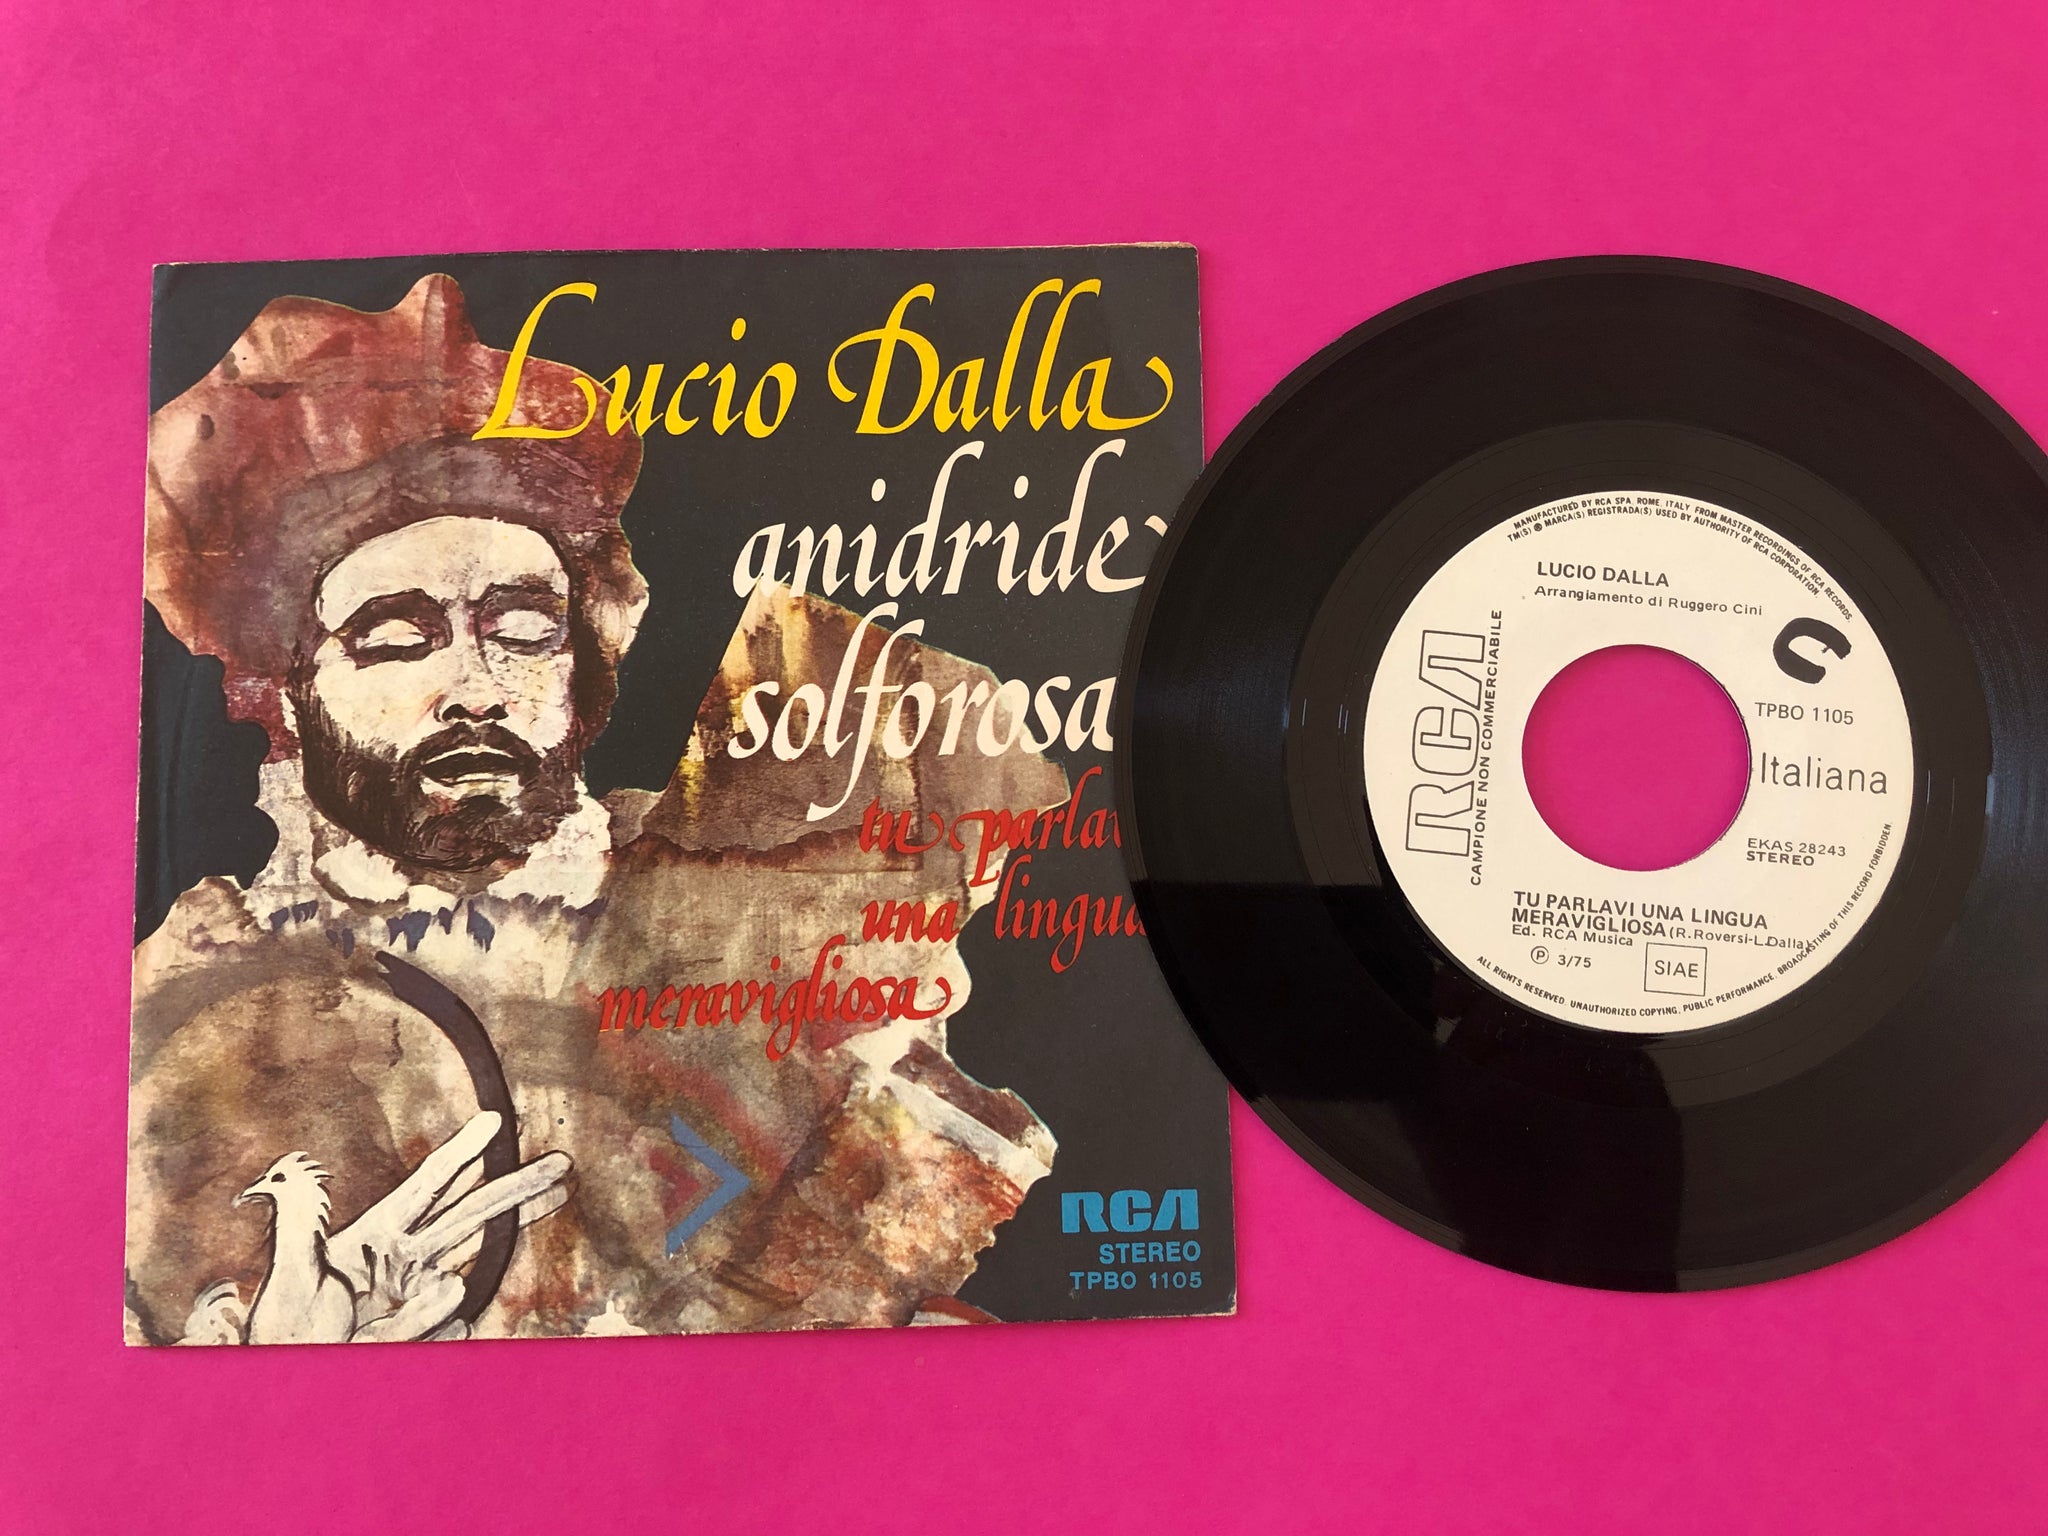 Lucio Dalla
anidride
solforosa
tu parlavi
una lingua
meravigliosa
RCA
STEREO
TPBO 1105
MANUFACTURED BY RCA SPA. ROME. ITALY FROM MASTER RECORDINGS OF RCA RECORDS.
TM(S) ® MARCA(S) REGISTRADA(S) USED BY AUTHORITY OF RCA CORPORATION.
LUCIO DALLA
Arrangiamento di Ruggero Cini
C
RCA
CAMPIONE NON COMMERCIABILE
TPBO 1105
Italiana
EKAS 28243
STEREO
TU PARLAVI UNA LINGUA
MERAVIGLIOSA (R.Roversi-L.Dalla)
Ed. RCA Musica
Ⓟ 3/75
SIAE
ALL RIGHTS RESERVED. UNAUTHORIZED COPYING, PUBLIC PERFORMANCE, BROADCASTING OF THIS RECORD FORBIDDEN.